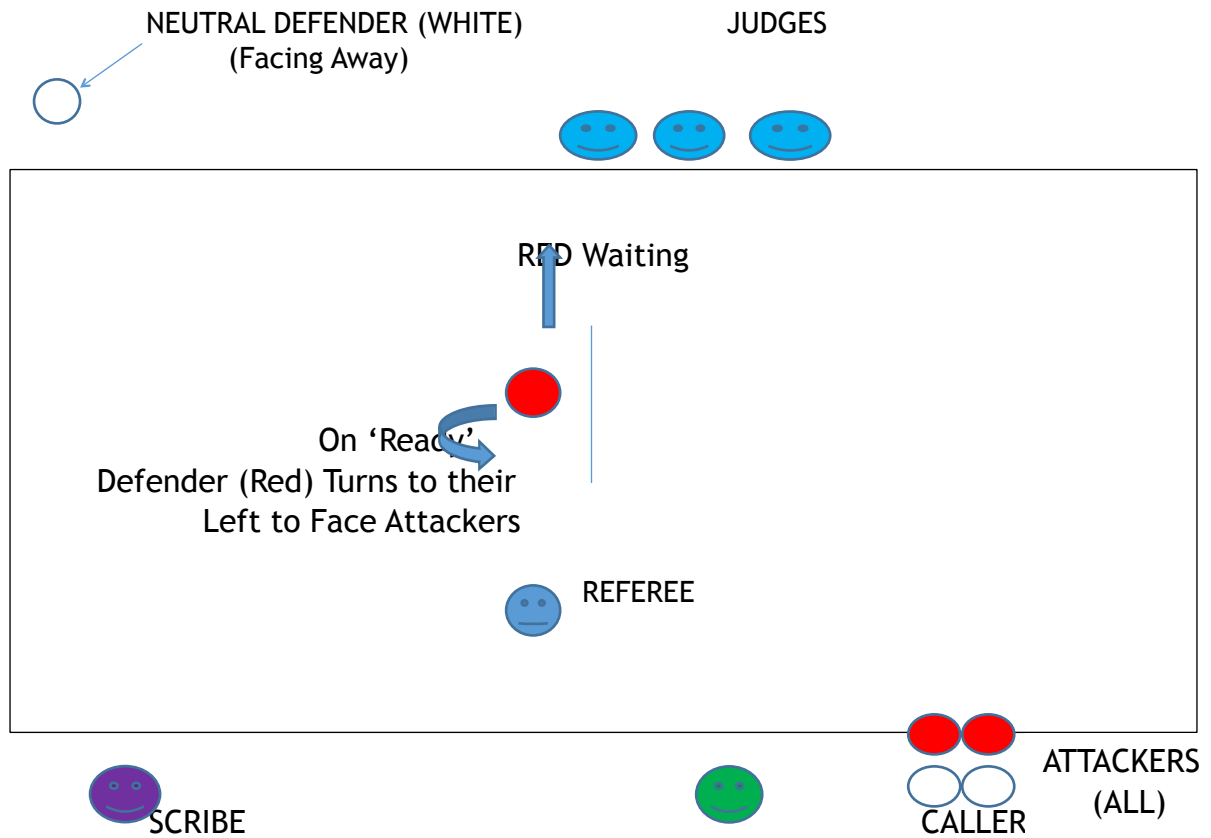 NEUTRAL DEFENDER (WHITE)
(Facing Away)
JUDGES
RED Waiting
On ‘Ready’
Defender (Red) Turns to their
Left to Face Attackers
REFEREE
ATTACKERS
(ALL)
SCRIBE
CALLER